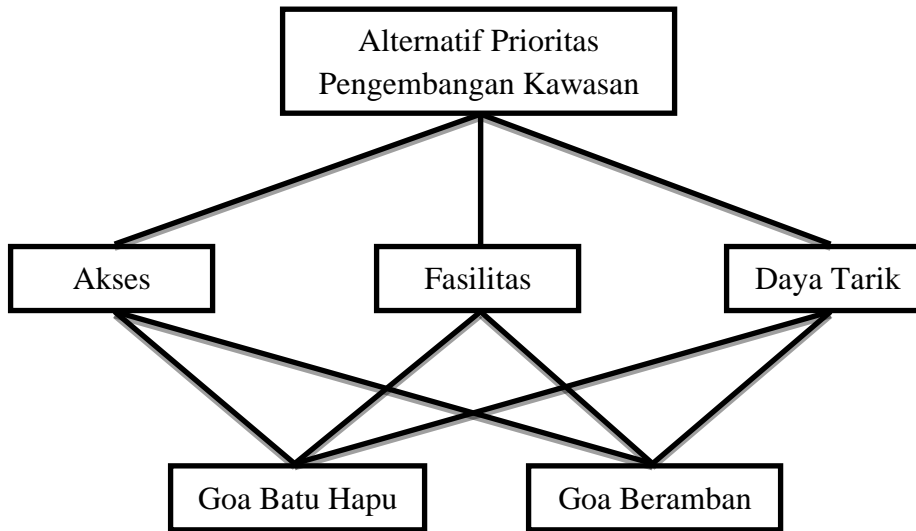 Alternatif Prioritas
Pengembangan Kawasan
Akses
Fasilitas
Daya Tarik
Goa Batu Hapu
Goa Beramban